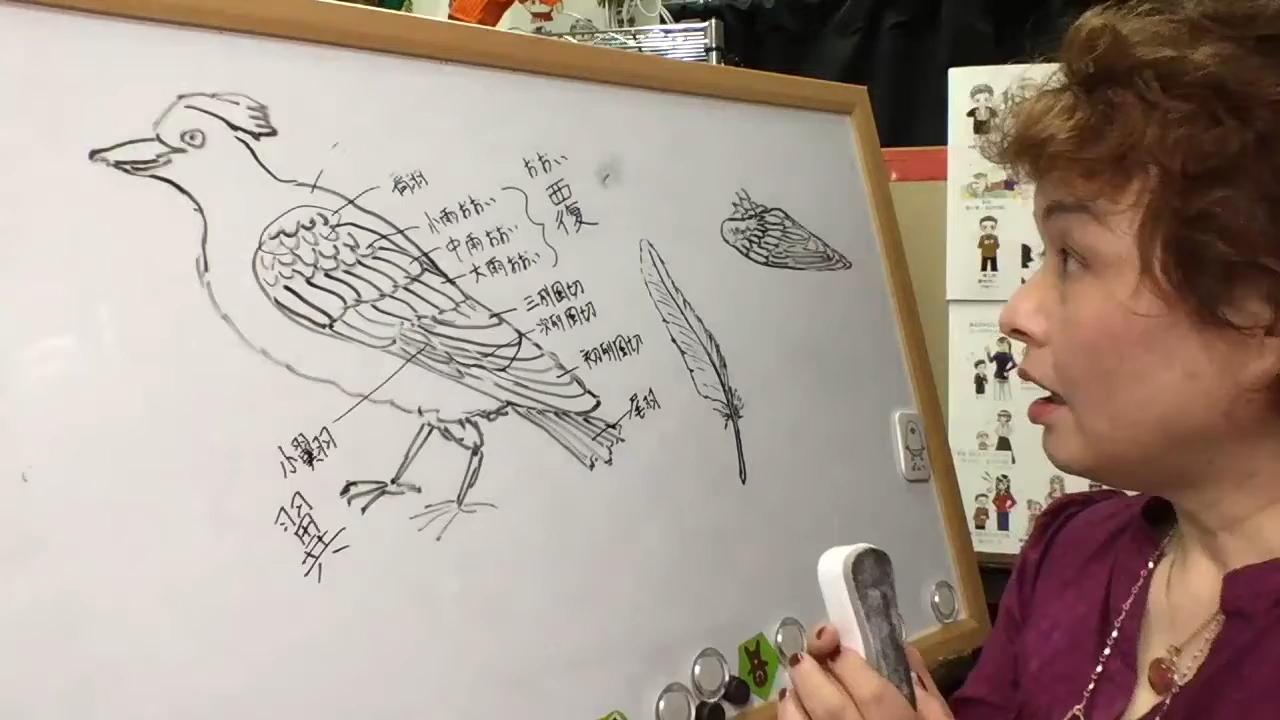 おおい
覆
肩羽
小雨おおい
中雨おおい
大雨おおい
三列風切
次列風切
初列風切
尾羽
小翼羽
翼